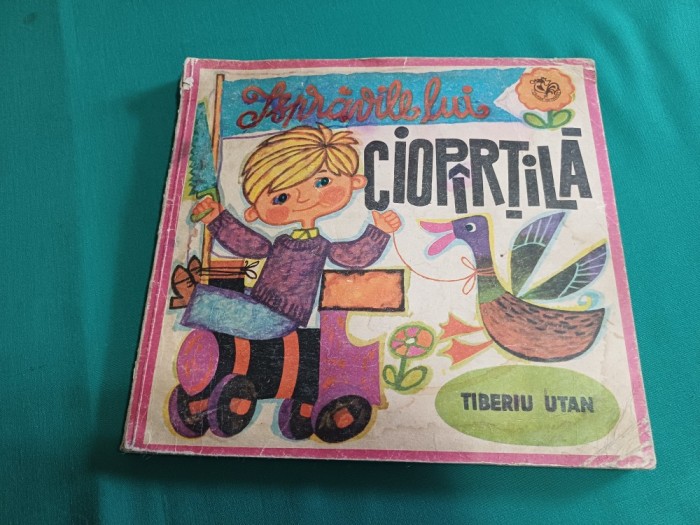 Isprăvile lui
CIOPÎRȚILĂ
TIBERIU UTAN